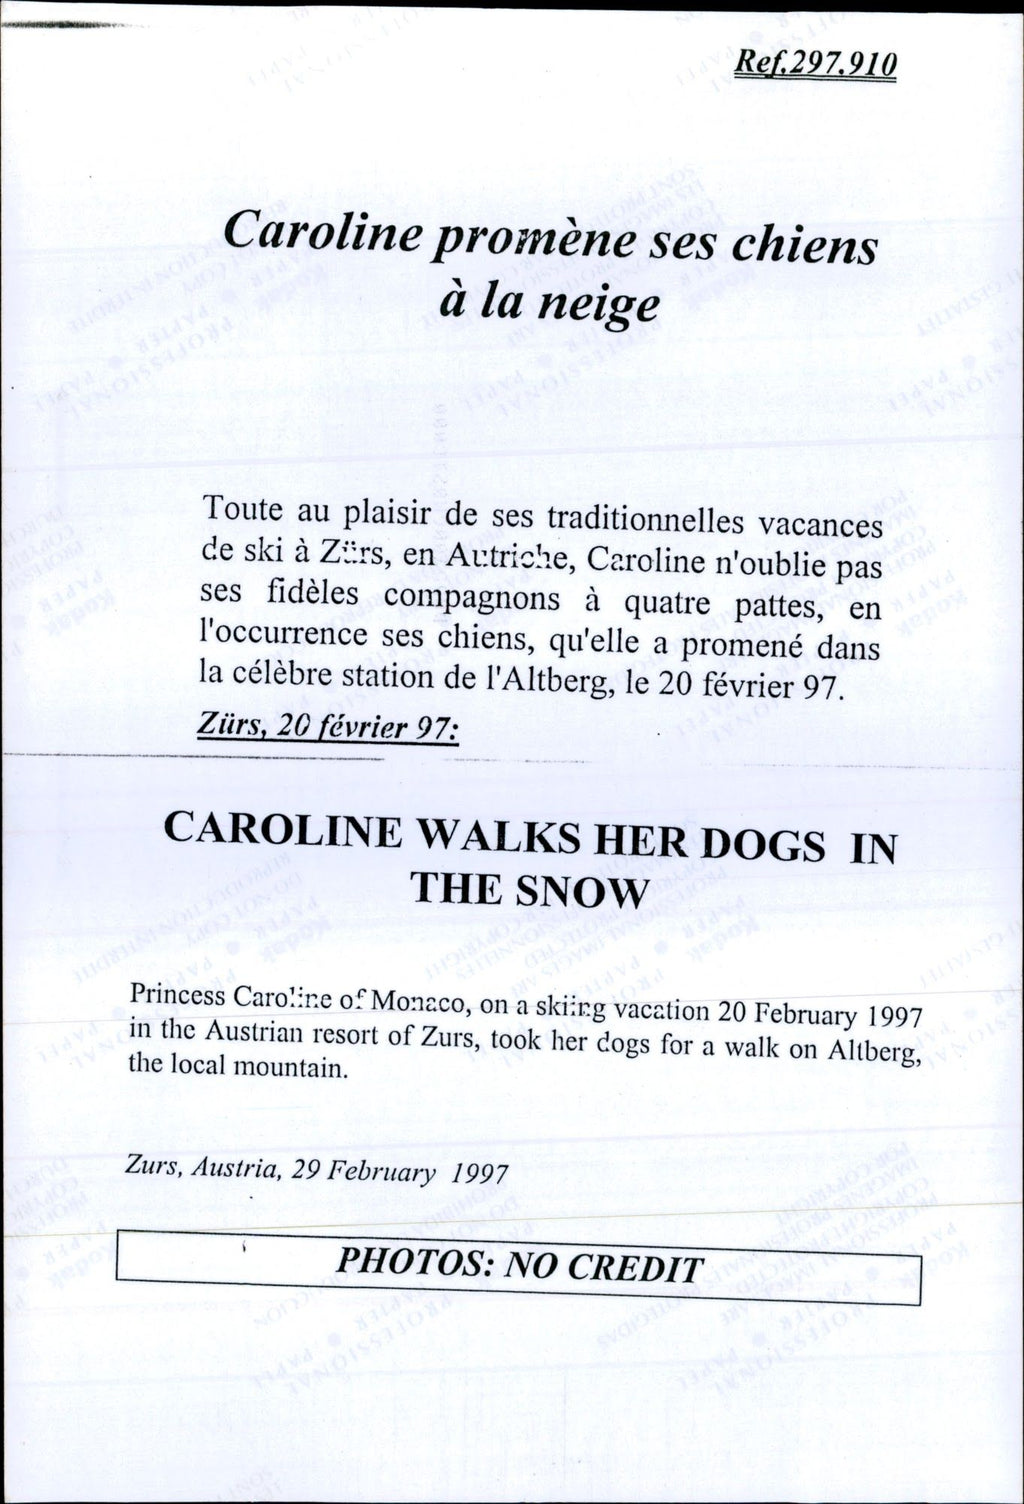 Ref.297.910
Caroline promène ses chiens
à la neige
Toute au plaisir de ses traditionnelles vacances
de ski à Zürs, en Autriche, Caroline n'oublie pas
ses fidèles compagnons à quatre pattes, en
l'occurrence ses chiens, qu'elle a promené dans
la célèbre station de l'Altberg, le 20 février 97.
Zürs, 20 février 97:
CAROLINE WALKS HER DOGS IN
THE SNOW
Princess Caroline of Monaco, on a skiing vacation 20 February 1997
in the Austrian resort of Zurs, took her dogs for a walk on Altberg,
the local mountain.
Zurs, Austria, 29 February 1997
PHOTOS: NO CREDIT